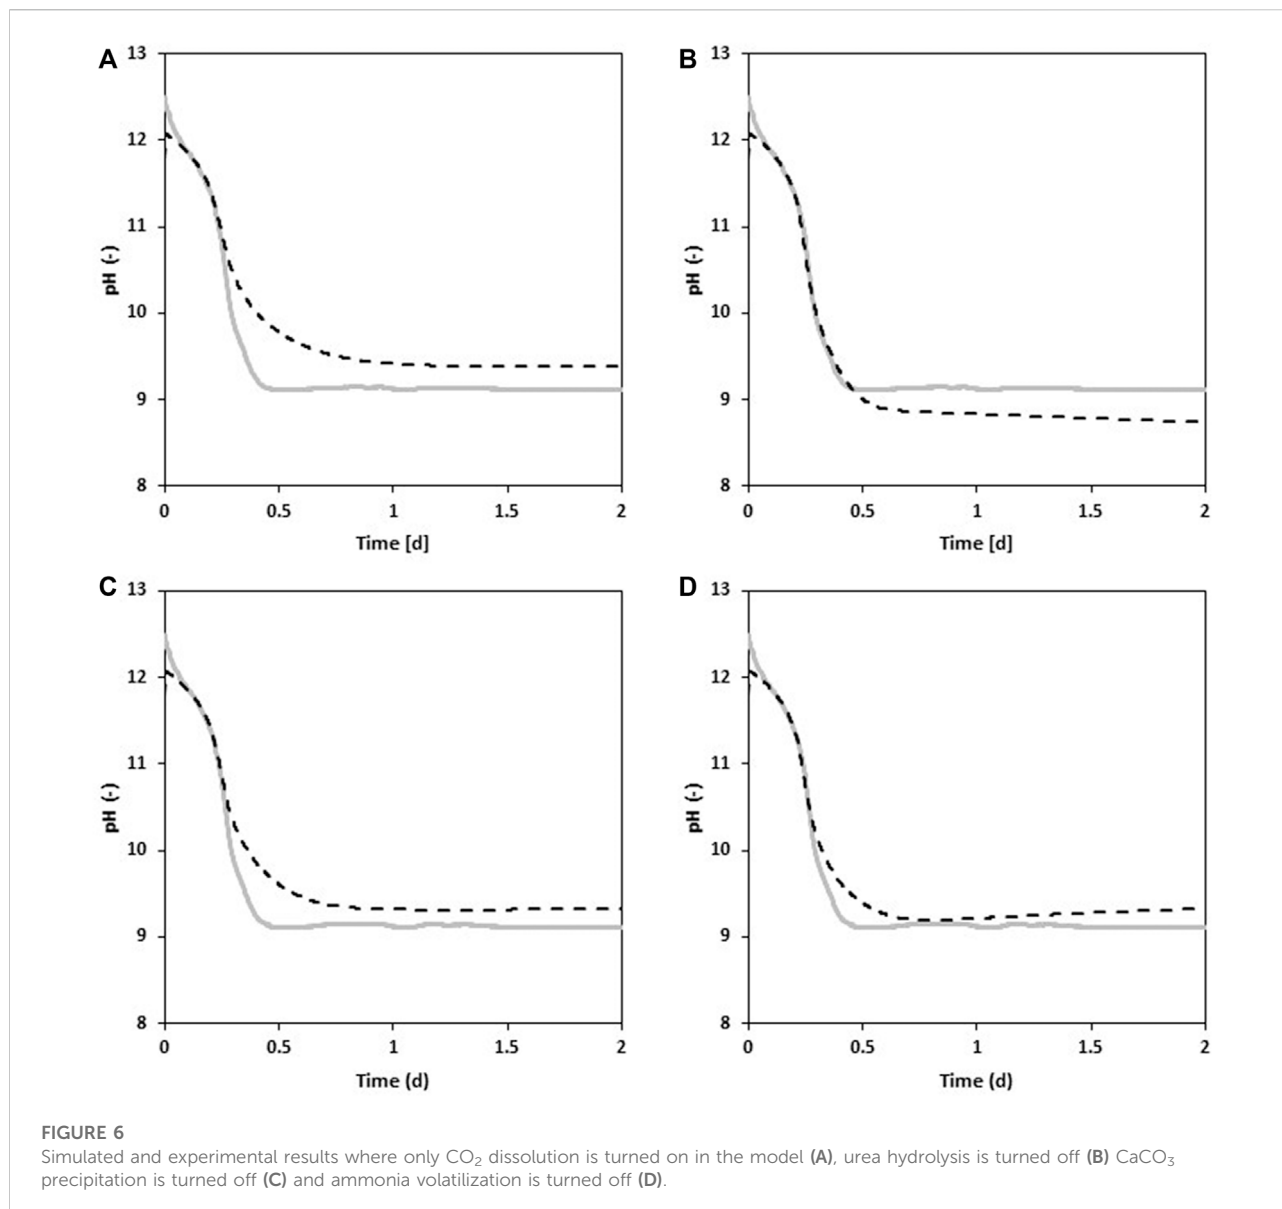 A
13
12
11
10
9
8
pH (-)
0 0.5 1 1.5 2
Time [d]
B
13
12
11
10
9
8
pH (-)
0 0.5 1 1.5 2
Time [d]
C
13
12
11
10
9
8
pH (-)
0 0.5 1 1.5 2
Time (d)
D
13
12
11
10
9
8
pH (-)
0 0.5 1 1.5 2
Time (d)
FIGURE 6
Simulated and experimental results where only CO₂ dissolution is turned on in the model (A), urea hydrolysis is turned off (B) CaCO₃
precipitation is turned off (C) and ammonia volatilization is turned off (D).